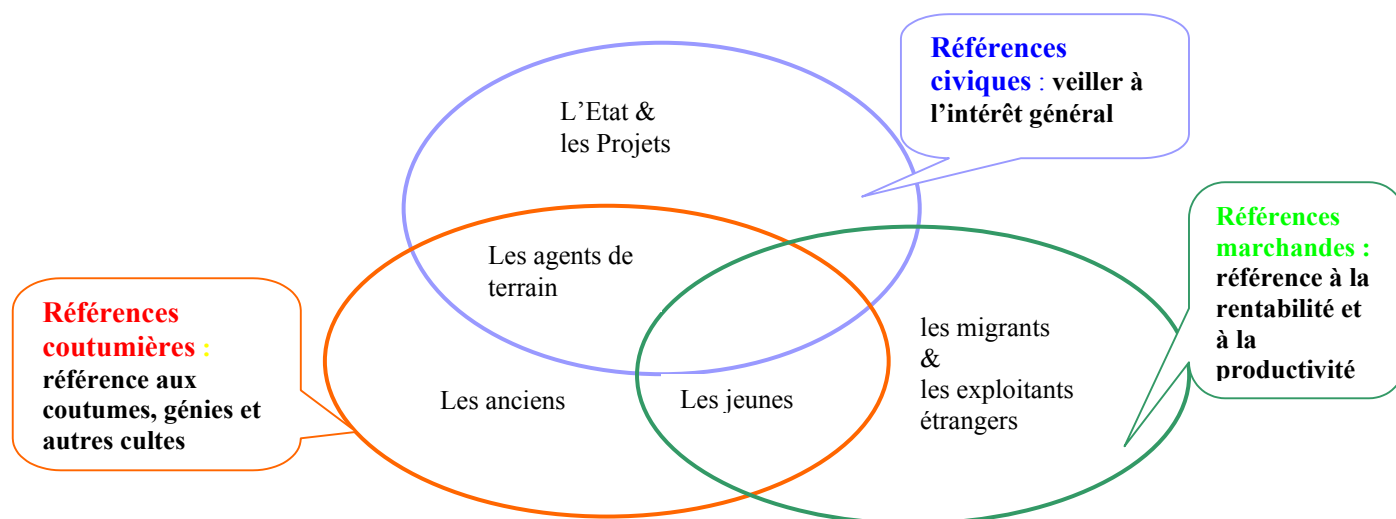 Références
civiques : veiller à
l’intérêt général
L’Etat &
les Projets
Références
marchandes :
référence à la
rentabilité et
à la
productivité
Les agents de
terrain
Références
coutumières :
référence aux
coutumes, génies et
autres cultes
les migrants
&
les exploitants
étrangers
Les anciens
Les jeunes